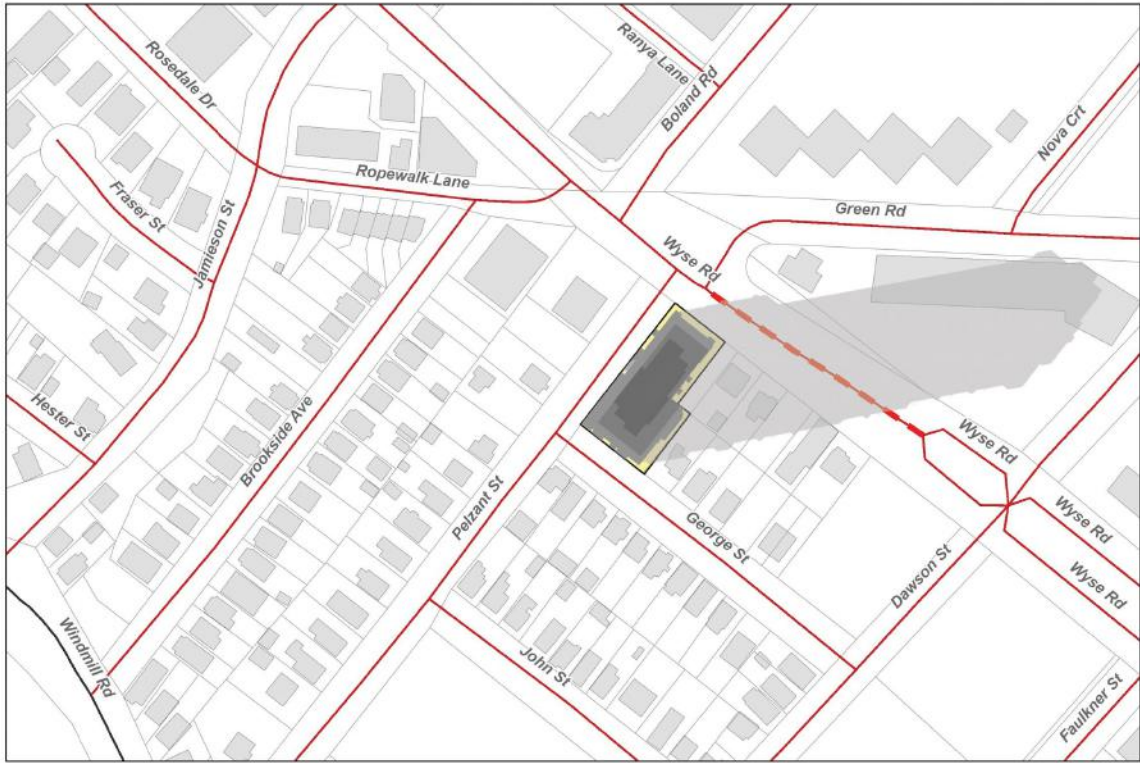 Ranya Lane
Boland Rd
Rosedale Dr
Nova Crt
Ropewalk Lane
Fraser St
Jamieson St
Green Rd
Wyse Rd
Hester St
Brookside Ave
Wyse Rd
Pelzant St
George St
Wyse Rd
Dawson St
Wyse Rd
Windmill Rd
John St
Faulkner St